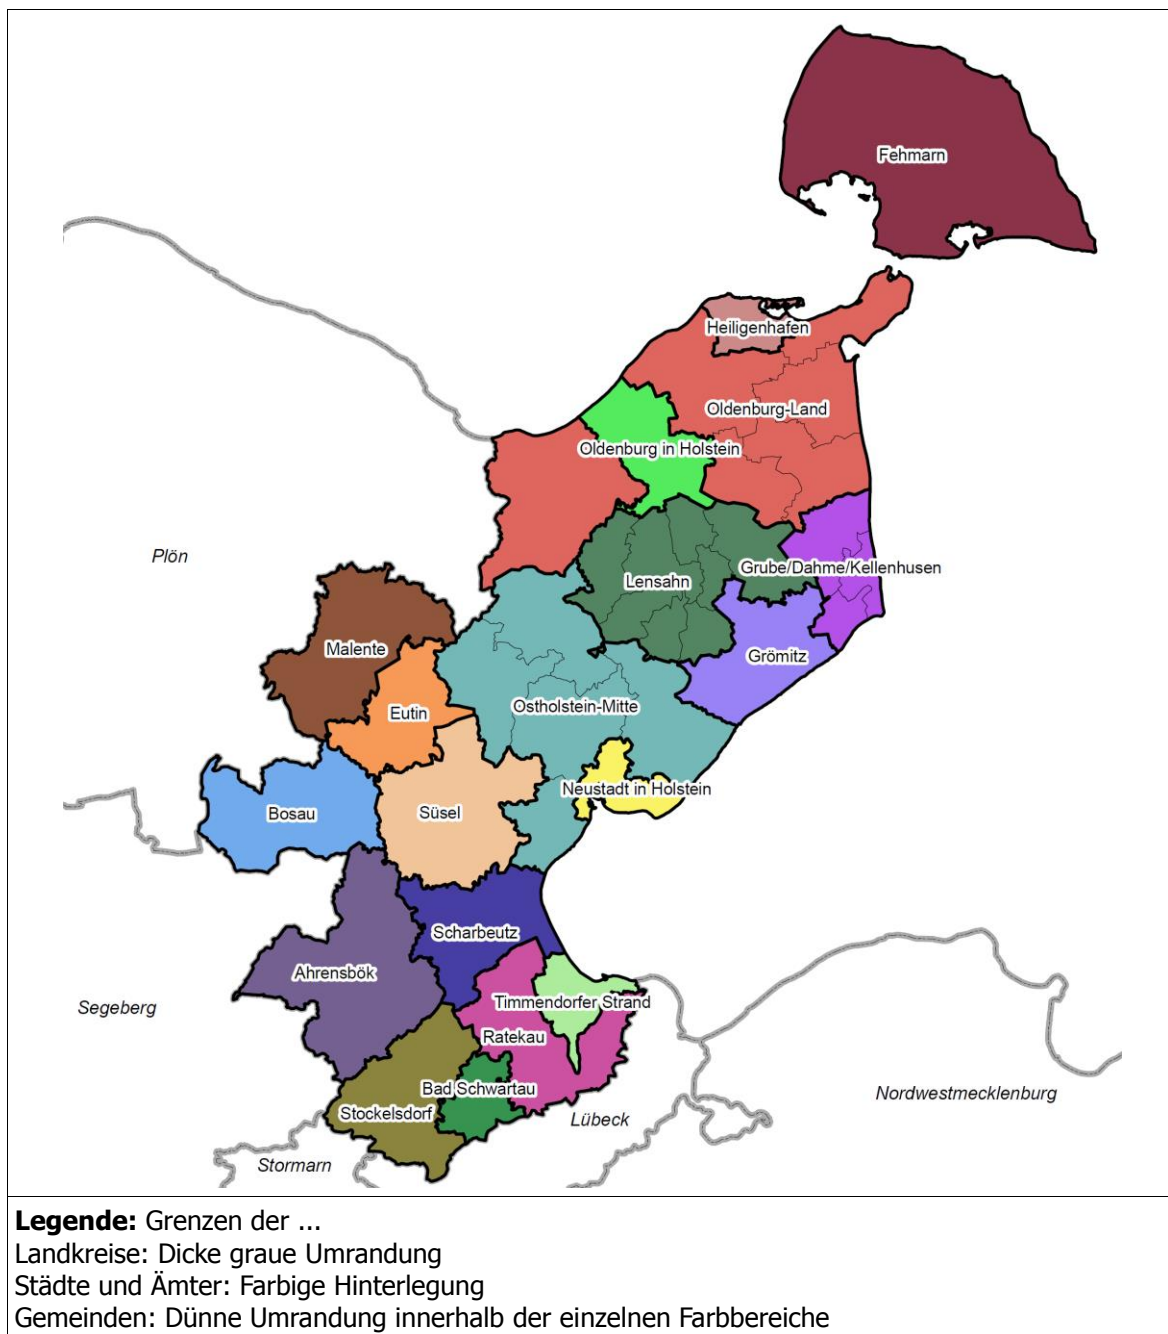 Fehmarn
Heiligenhafen
Oldenburg-Land
Oldenburg in Holstein
Plön
Grube/Dahme/Kellenhusen
Lensahn
Malente
Grömitz
Eutin
Ostholstein-Mitte
Neustadt in Holstein
Bosau
Süsel
Scharbeutz
Ahrensbök
Segeberg
Timmendorfer Strand
Ratekau
Bad Schwartau
Nordwestmecklenburg
Stockelsdorf
Lübeck
Stormarn
Legende: Grenzen der ...
Landkreise: Dicke graue Umrandung
Städte und Ämter: Farbige Hinterlegung
Gemeinden: Dünne Umrandung innerhalb der einzelnen Farbbereiche